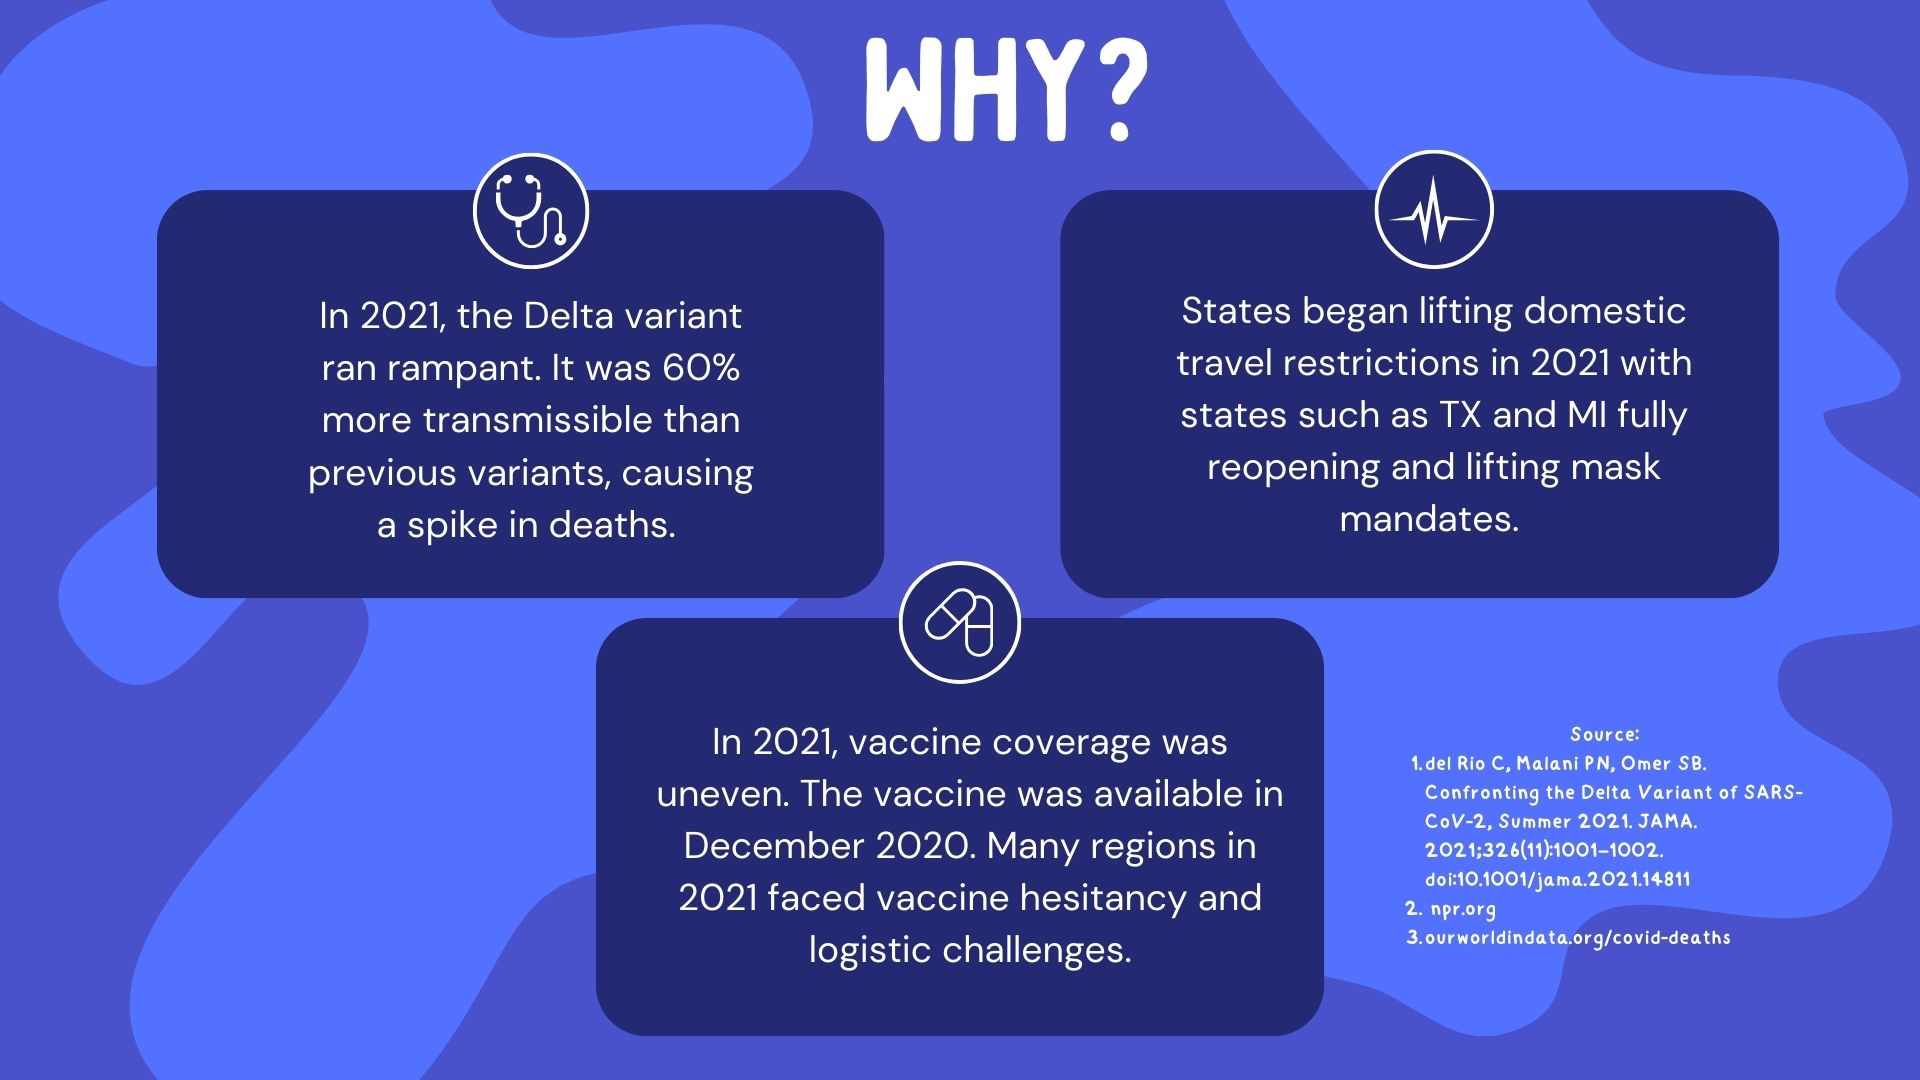 WHY?
In 2021, the Delta variant
ran rampant. It was 60%
more transmissible than
previous variants, causing
a spike in deaths.
States began lifting domestic
travel restrictions in 2021 with
states such as TX and MI fully
reopening and lifting mask
mandates.
In 2021, vaccine coverage was
uneven. The vaccine was available in
December 2020. Many regions in
2021 faced vaccine hesitancy and
logistic challenges.
Source:
1. del Rio C, Malani PN, Omer SB.
Confronting the Delta Variant of SARS-
CoV-2, Summer 2021. JAMA.
2021;326(11):1001–1002.
doi:10.1001/jama.2021.14811
2. npr.org
3. ourworldindata.org/covid-deaths